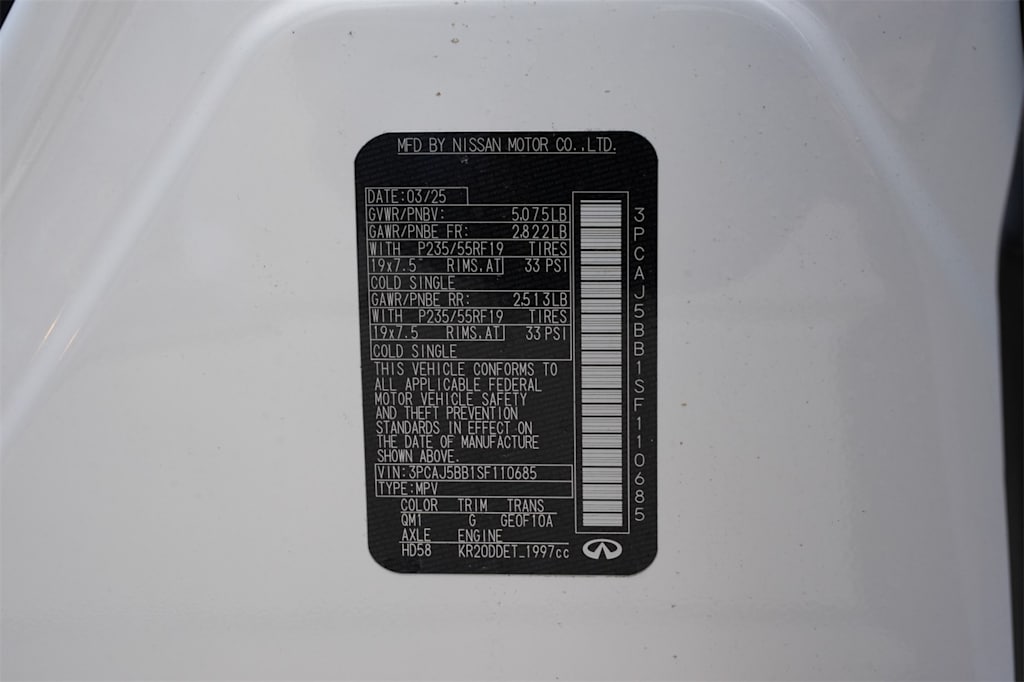 MFD BY NISSAN MOTOR CO.,LTD.
DATE:03/25
GVWR/PNBV: 5,075LB
GAWR/PNBE FR: 2,822LB
WITH P235/55RF19 TIRES
19x7.5 RIMS.AT 33 PSI
COLD SINGLE
GAWR/PNBE RR: 2,513LB
WITH P235/55RF19 TIRES
19x7.5 RIMS.AT 33 PSI
COLD SINGLE
THIS VEHICLE CONFORMS TO
ALL APPLICABLE FEDERAL
MOTOR VEHICLE SAFETY
AND THEFT PREVENTION
STANDARDS IN EFFECT ON
THE DATE OF MANUFACTURE
SHOWN ABOVE.
VIN:3PCAJ5BB1SF110685
TYPE:MPV
COLOR TRIM TRANS
QM1 G GE0F10A
AXLE ENGINE
HD58 KR20DDET_1997cc
3PCAJ5BB1SF110685